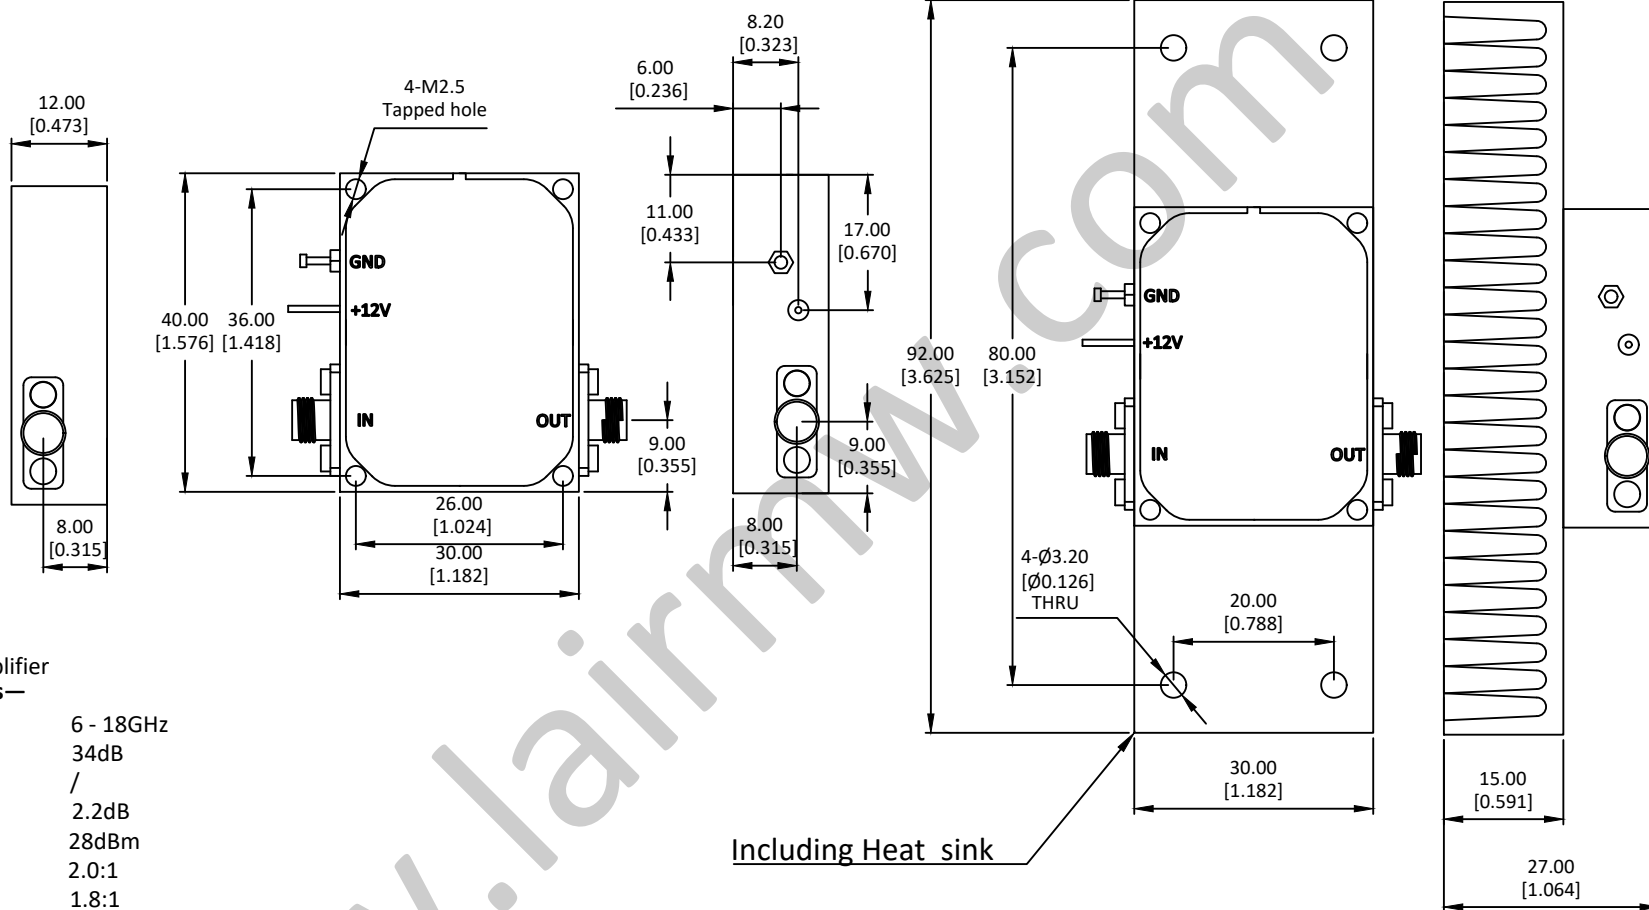 12.00
[0.473]
8.00
[0.315]
4-M2.5
Tapped hole
40.00
[1.576]
36.00
[1.418]
GND
+12V
IN
OUT
9.00
[0.355]
26.00
[1.024]
30.00
[1.182]
8.20
[0.323]
6.00
[0.236]
11.00
[0.433]
17.00
[0.670]
9.00
[0.355]
8.00
[0.315]
92.00
[3.625]
80.00
[3.152]
GND
+12V
IN
OUT
4-Ø3.20
[Ø0.126]
THRU
20.00
[0.788]
30.00
[1.182]
Including Heat sink
15.00
[0.591]
27.00
[1.064]
plifier
s—
6 - 18GHz
34dB
/
2.2dB
28dBm
2.0:1
1.8:1
w.lairmw.com